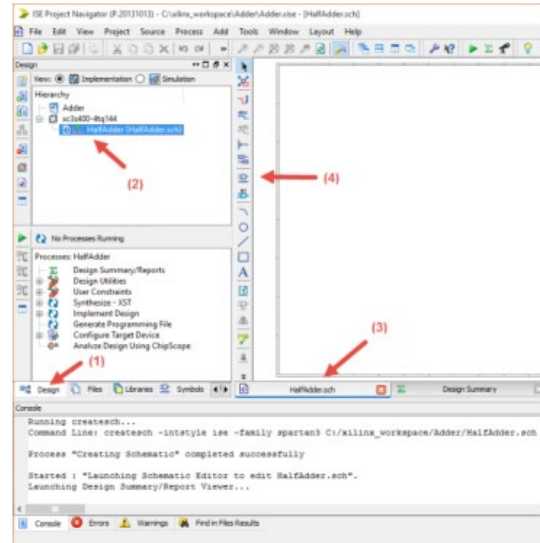 ISE Project Navigator (P.20131013) - C:\xilinx_workspace\Adder\Adder.xise - [HalfAdder.sch]
File Edit View Project Source Process Add Tools Window Layout Help
Design
View: Implementation Simulation
Hierarchy
Adder
xc3s400-4tq144
HalfAdder (HalfAdder.sch)
(2)
(4)
No Processes Running
Processes: HalfAdder
Design Summary/Reports
Design Utilities
User Constraints
Synthesize - XST
Implement Design
Generate Programming File
Configure Target Device
Analyze Design Using ChipScope
(1)
(3)
Design Files Libraries Symbols
HalfAdder.sch Design Summary
Console
Running createsch...
Command Line: createsch -intstyle ise -family spartan3 C:/xilinx_workspace/Adder/HalfAdder.sch
Process "Creating Schematic" completed successfully
Started : "Launching Schematic Editor to edit HalfAdder.sch".
Launching Design Summary/Report Viewer...
Console Errors Warnings Find in Files Results